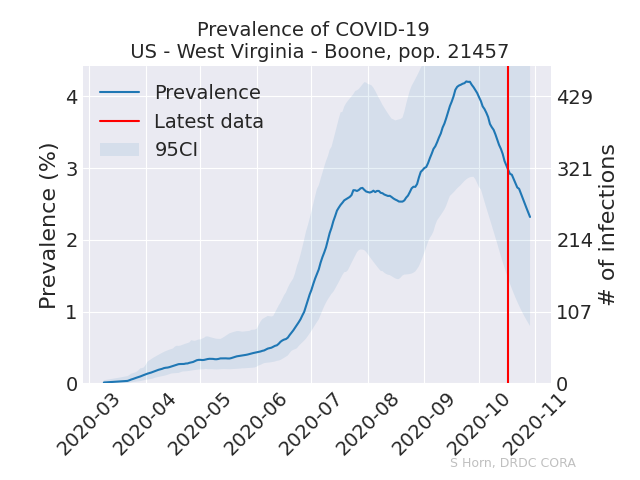 Prevalence of COVID-19
US - West Virginia - Boone, pop. 21457
Prevalence
Latest data
95CI
Prevalence (%)
4
3
2
1
0
429
321
214
107
0
# of infections
2020-03
2020-04
2020-05
2020-06
2020-07
2020-08
2020-09
2020-10
2020-11
S Horn, DRDC CORA